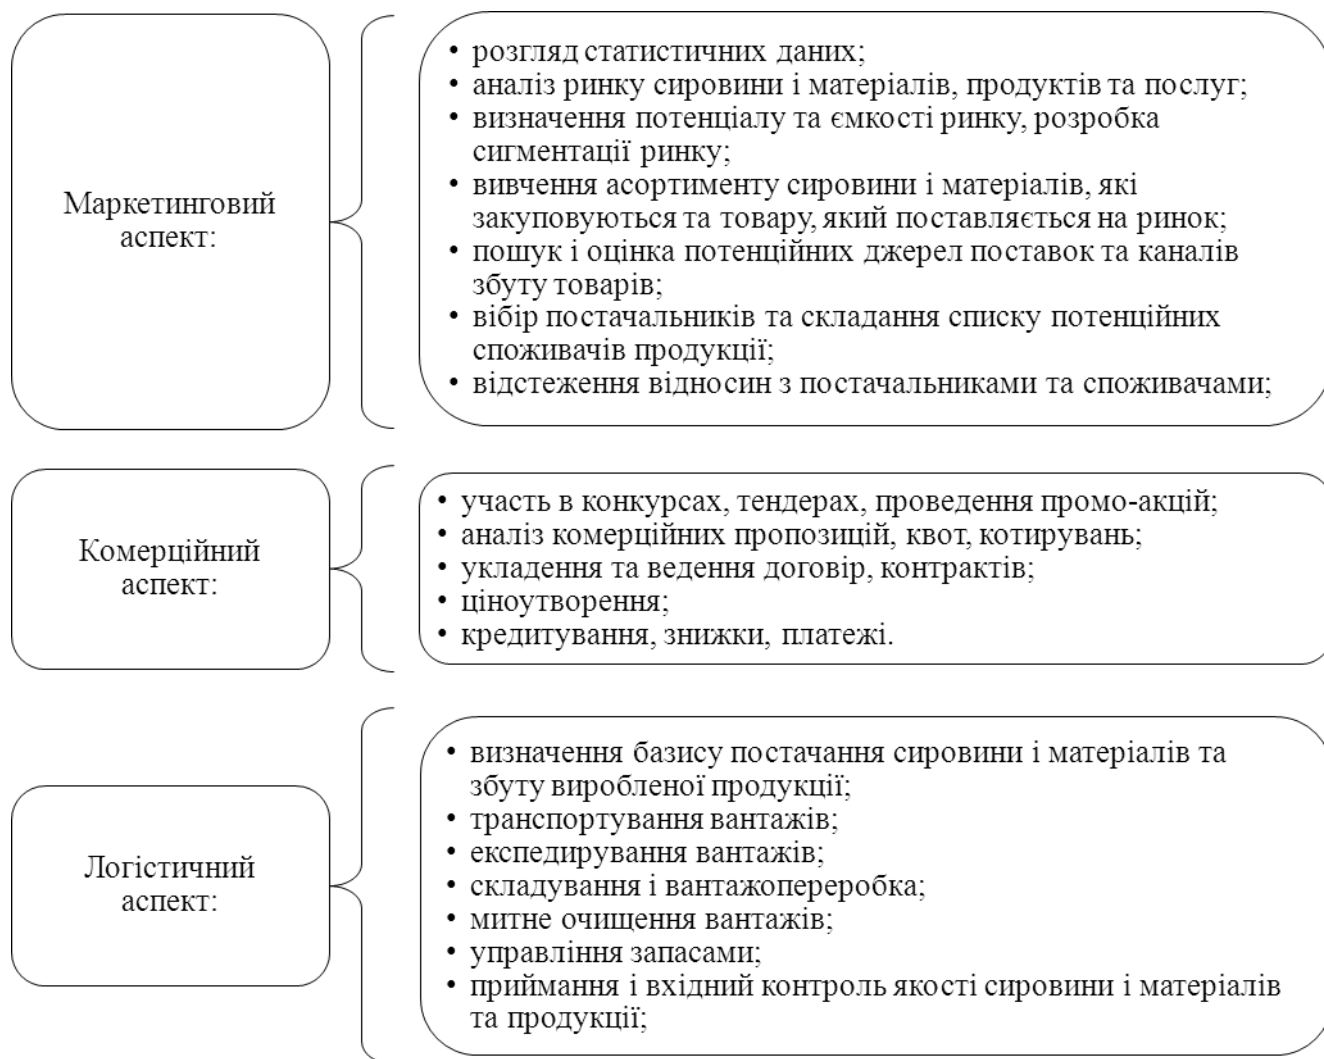 Маркетинговий
аспект:
• розгляд статистичних даних;
• аналіз ринку сировини і матеріалів, продуктів та послуг;
• визначення потенціалу та ємкості ринку, розробка
сигментації ринку;
• вивчення асортименту сировини і матеріалів, які
закуповуються та товару, який поставляється на ринок;
• пошук і оцінка потенційних джерел поставок та каналів
збуту товарів;
• вібір постачальників та складання списку потенційних
споживачів продукції;
• відстеження відносин з постачальниками та споживачами;
Комерційний
аспект:
• участь в конкурсах, тендерах, проведення промо-акцій;
• аналіз комерційних пропозицій, квот, котирувань;
• укладення та ведення договір, контрактів;
• ціноутворення;
• кредитування, знижки, платежі.
Логістичний
аспект:
• визначення базису постачання сировини і матеріалів та
збуту виробленої продукції;
• транспортування вантажів;
• експедирування вантажів;
• складування і вантажопереробка;
• митне очищення вантажів;
• управління запасами;
• приймання і вхідний контроль якості сировини і матеріалів
та продукції;